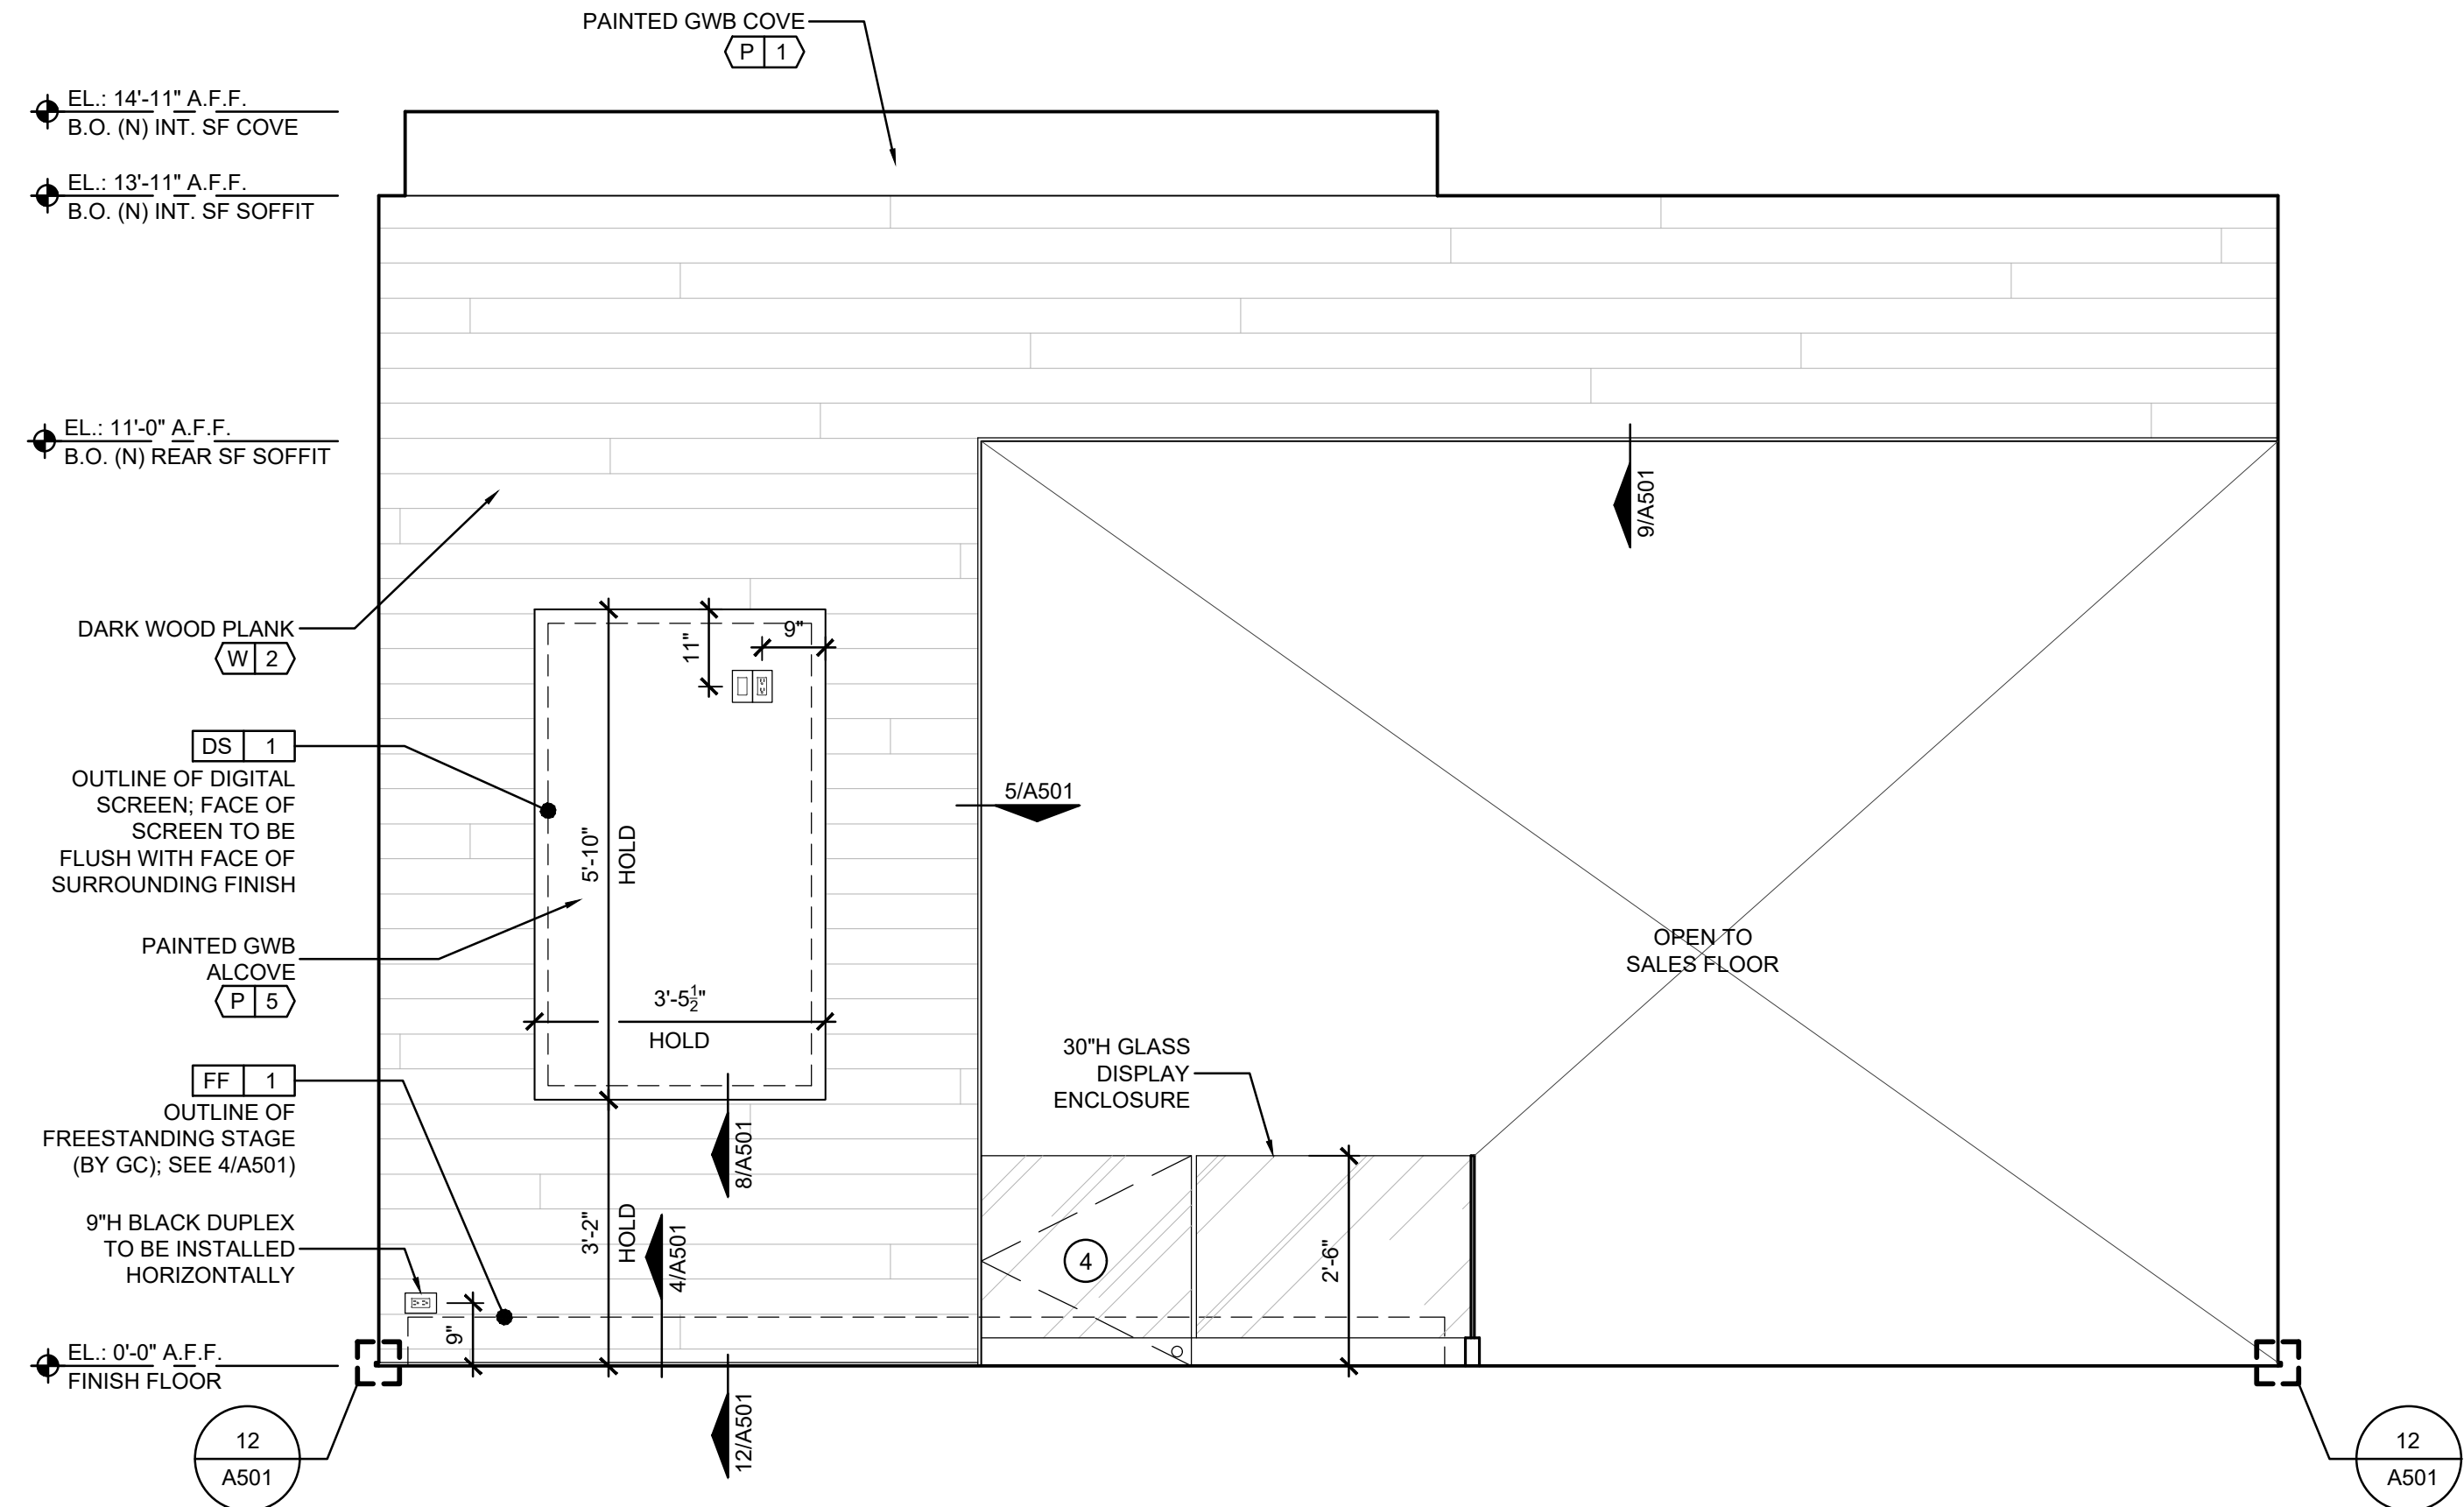 PAINTED GWB COVE
P 1
EL.: 14'-11" A.F.F.
B.O. (N) INT. SF COVE
EL.: 13'-11" A.F.F.
B.O. (N) INT. SF SOFFIT
EL.: 11'-0" A.F.F.
B.O. (N) REAR SF SOFFIT
9/A501
DARK WOOD PLANK
W 2
11"
9"
DS 1
OUTLINE OF DIGITAL
SCREEN; FACE OF
SCREEN TO BE
FLUSH WITH FACE OF
SURROUNDING FINISH
5/A501
5'-10"
HOLD
PAINTED GWB
ALCOVE
P 5
3'-5½"
HOLD
OPEN TO
SALES FLOOR
30"H GLASS
DISPLAY
ENCLOSURE
FF 1
OUTLINE OF
FREESTANDING STAGE
(BY GC); SEE 4/A501)
8/A501
9"H BLACK DUPLEX
TO BE INSTALLED
HORIZONTALLY
3'-2"
HOLD
4/A501
4
2'-6"
9"
EL.: 0'-0" A.F.F.
FINISH FLOOR
12/A501
12
A501
12
A501